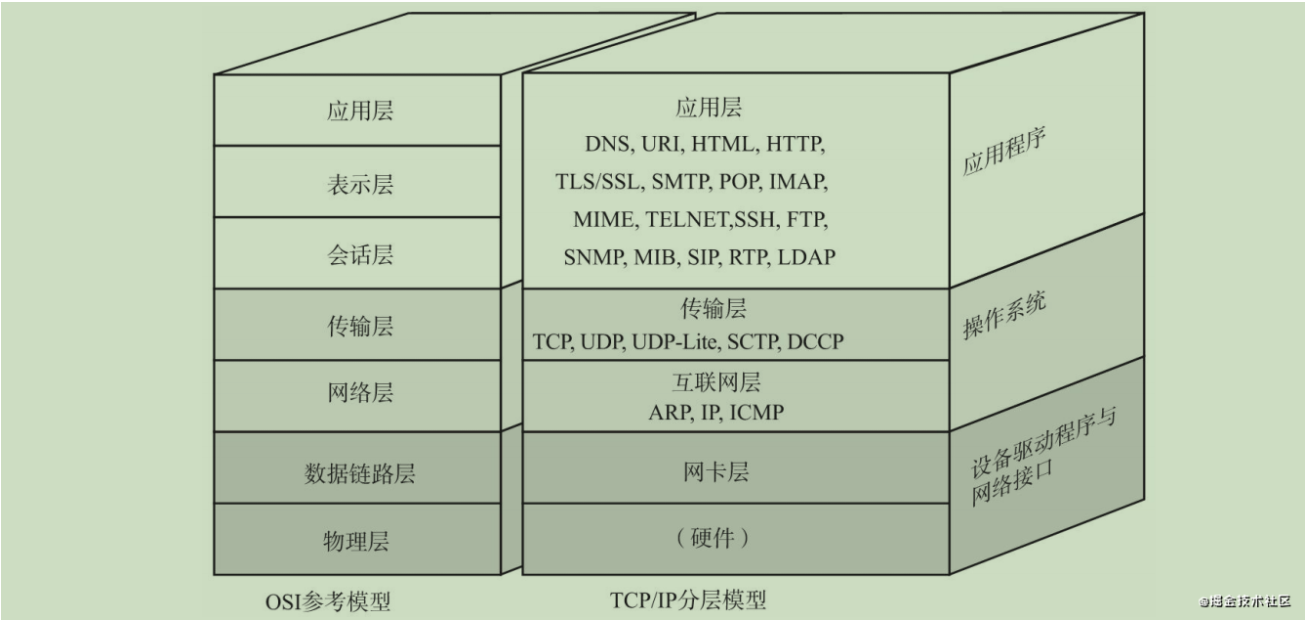 应用层
表示层
会话层
传输层
网络层
数据链路层
物理层
OSI参考模型
应用层
DNS, URI, HTML, HTTP,
TLS/SSL, SMTP, POP, IMAP,
MIME, TELNET,SSH, FTP,
SNMP, MIB, SIP, RTP, LDAP
传输层
TCP, UDP, UDP-Lite, SCTP, DCCP
互联网层
ARP, IP, ICMP
网卡层
（硬件）
TCP/IP分层模型
应用程序
操作系统
设备驱动程序与
网络接口
@掘金技术社区